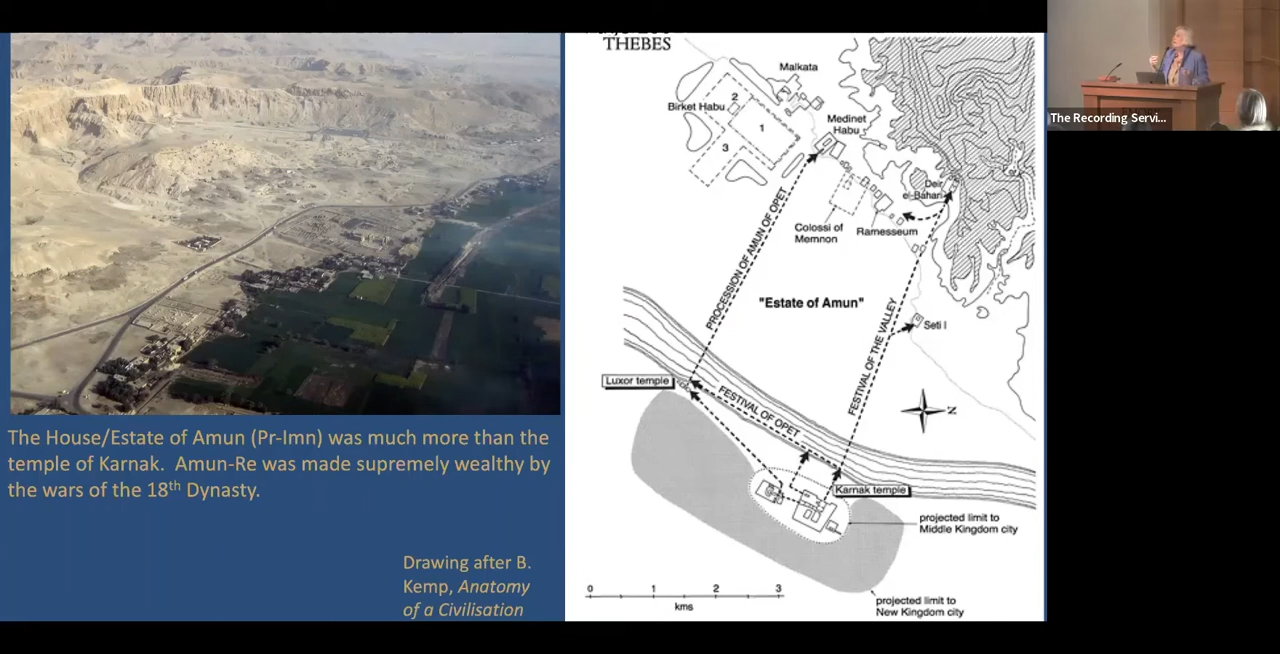 THEBES
Malkata
Birket Habu
2
1
3
Medinet
Habu
Deir
el-Bahari
Colossi of
Memnon
Ramesseum
PROCESSION OF AMUN OF OPET
"Estate of Amun"
FESTIVAL OF THE VALLEY
Seti I
Luxor temple
FESTIVAL OF OPET
N
Karnak temple
projected limit to
Middle Kingdom city
projected limit to
New Kingdom city
0 1 2 3
kms
The House/Estate of Amun (Pr-Imn) was much more than the
temple of Karnak. Amun-Re was made supremely wealthy by
the wars of the 18th Dynasty.
Drawing after B.
Kemp, Anatomy
of a Civilisation
The Recording Servi...